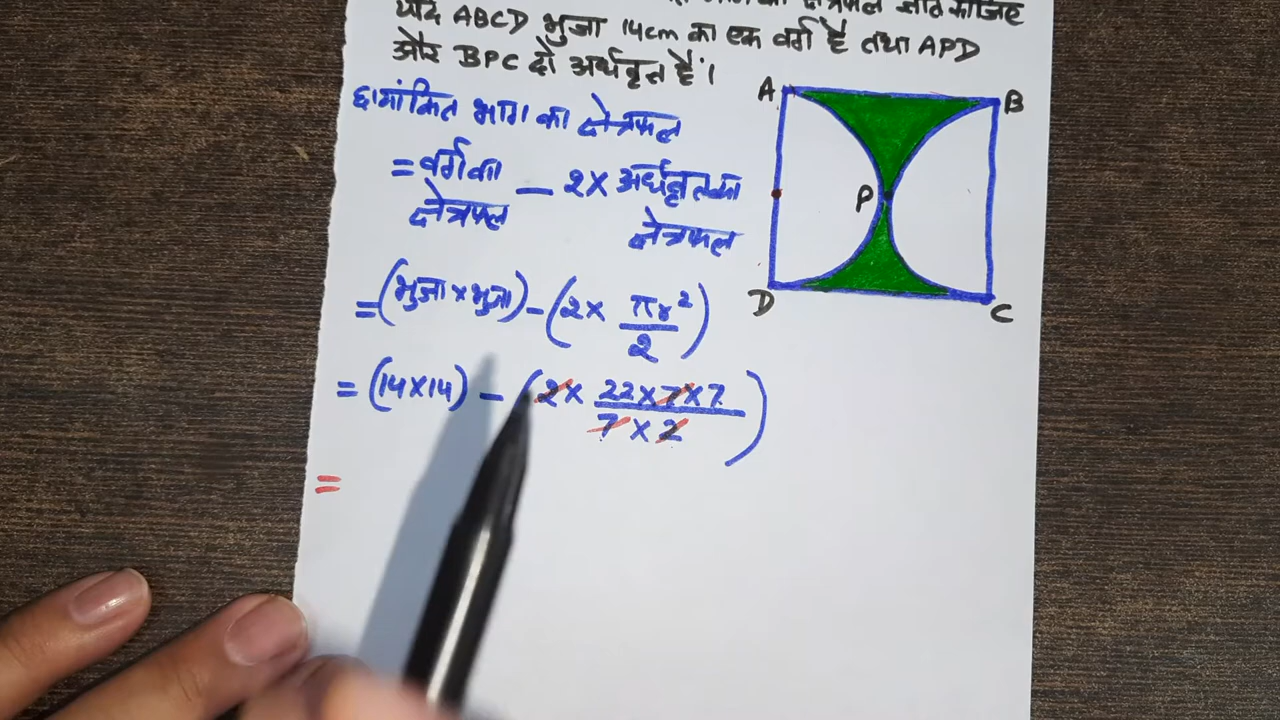 यदि ABCD भुजा 14cm का एक वर्ग है तथा APD
और BPC दो अर्धवृत हैं।
छायांकित भाग का क्षेत्रफल
= वर्ग का क्षेत्रफल − 2× अर्धवृत का क्षेत्रफल
= (भुजा × भुजा) − (2 × πr²/2)
= (14×14) − (2 × 22×7×7/7×2)
=
A
B
P
D
C